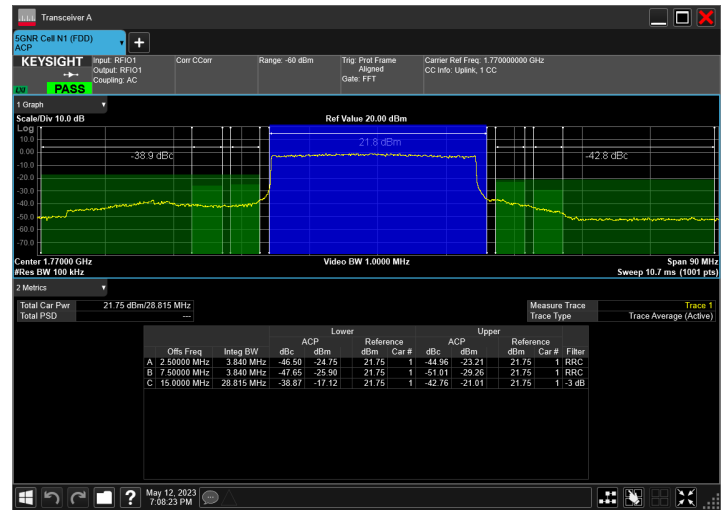 Transceiver A
5GNR Cell N1 (FDD)
ACP
KEYSIGHT
LXI
PASS
Input: RFIO1
Output: RFIO1
Coupling: AC
Corr CCorr
Range: -60 dBm
Trig: Prot Frame
Aligned
Gate: FFT
Carrier Ref Freq: 1.770000000 GHz
CC Info: Uplink, 1 CC
1 Graph
Scale/Div 10.0 dB
Ref Value 20.00 dBm
Log
10.0
0.00
-10.0
-20.0
-30.0
-40.0
-50.0
-60.0
-70.0
-38.9 dBc
21.8 dBm
-42.8 dBc
Center 1.77000 GHz
Video BW 1.0000 MHz
Span 90 MHz
#Res BW 100 kHz
Sweep 10.7 ms (1001 pts)
2 Metrics
Total Car Pwr 21.75 dBm/28.815 MHz
Total PSD ---
Measure Trace Trace 1
Trace Type Trace Average (Active)
Lower Upper
ACP Reference ACP Reference
Offs Freq Integ BW dBc dBm dBm Car # dBc dBm dBm Car # Filter
A 2.50000 MHz 3.840 MHz -46.50 -24.75 21.75 1 -44.96 -23.21 21.75 1 RRC
B 7.50000 MHz 3.840 MHz -47.65 -25.90 21.75 1 -51.01 -29.26 21.75 1 RRC
C 15.0000 MHz 28.815 MHz -38.87 -17.12 21.75 1 -42.76 -21.01 21.75 1 -3 dB
May 12, 2023
7:08:23 PM